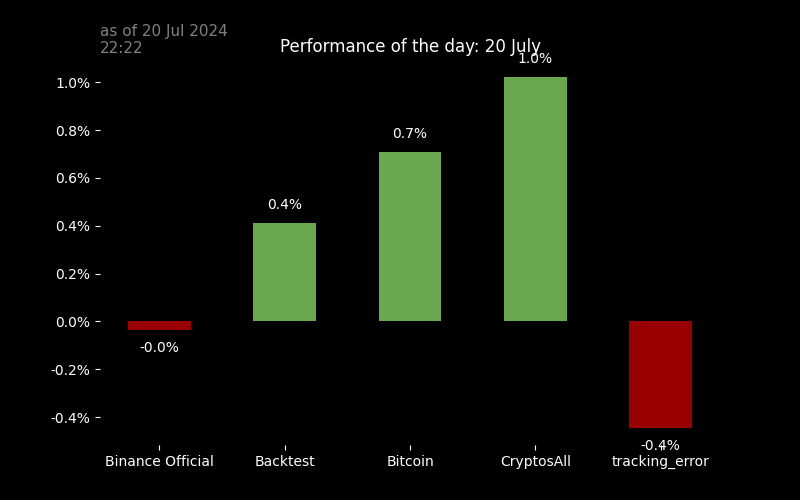 as of 20 Jul 2024
22:22
Performance of the day: 20 July
1.0%
1.0%
0.8%
0.7%
0.6%
0.4%
0.4%
0.2%
0.0%
-0.0%
-0.2%
-0.4%
-0.4%
Binance Official
Backtest
Bitcoin
CryptosAll
tracking_error